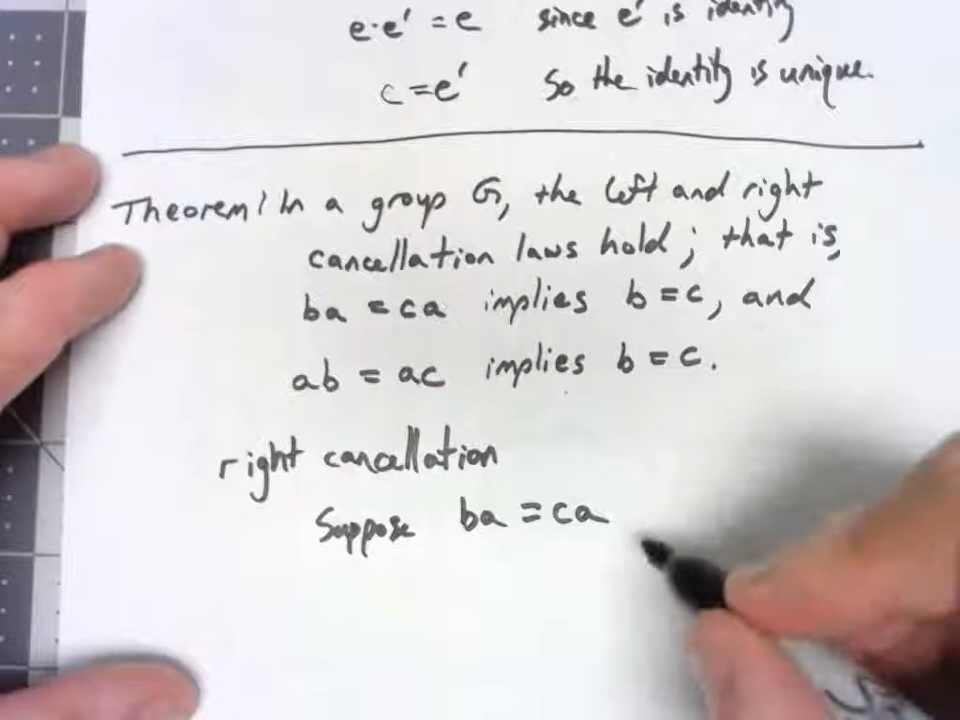 e·e' = e since e' is identity
c = e' So the identity is unique.
Theorem! In a group G, the left and right
cancellation laws hold; that is,
ba = ca implies b = c, and
ab = ac implies b = c.
right cancellation
Suppose ba = ca